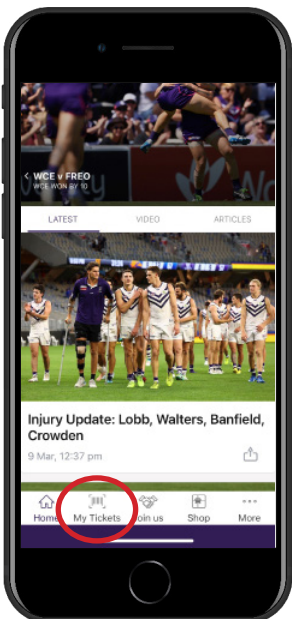 WCE v FREO
WCE WON BY 10
LATEST VIDEO ARTICLES
Injury Update: Lobb, Walters, Banfield,
Crowden
9 Mar, 12:37 pm
Home My Tickets Join us Shop More